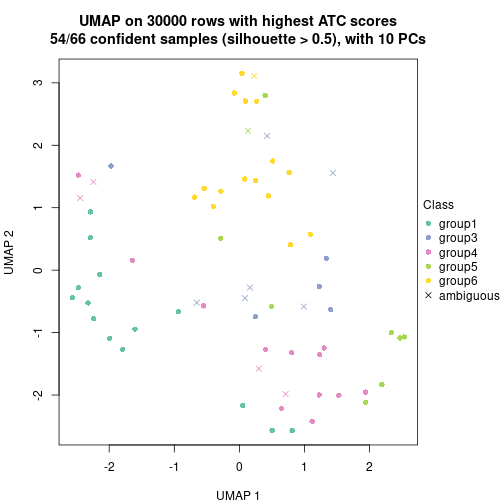 UMAP on 30000 rows with highest ATC scores
54/66 confident samples (silhouette > 0.5), with 10 PCs
3
2
1
0
-1
-2
UMAP 2
-2
-1
0
1
2
UMAP 1
Class
group1
group3
group4
group5
group6
ambiguous